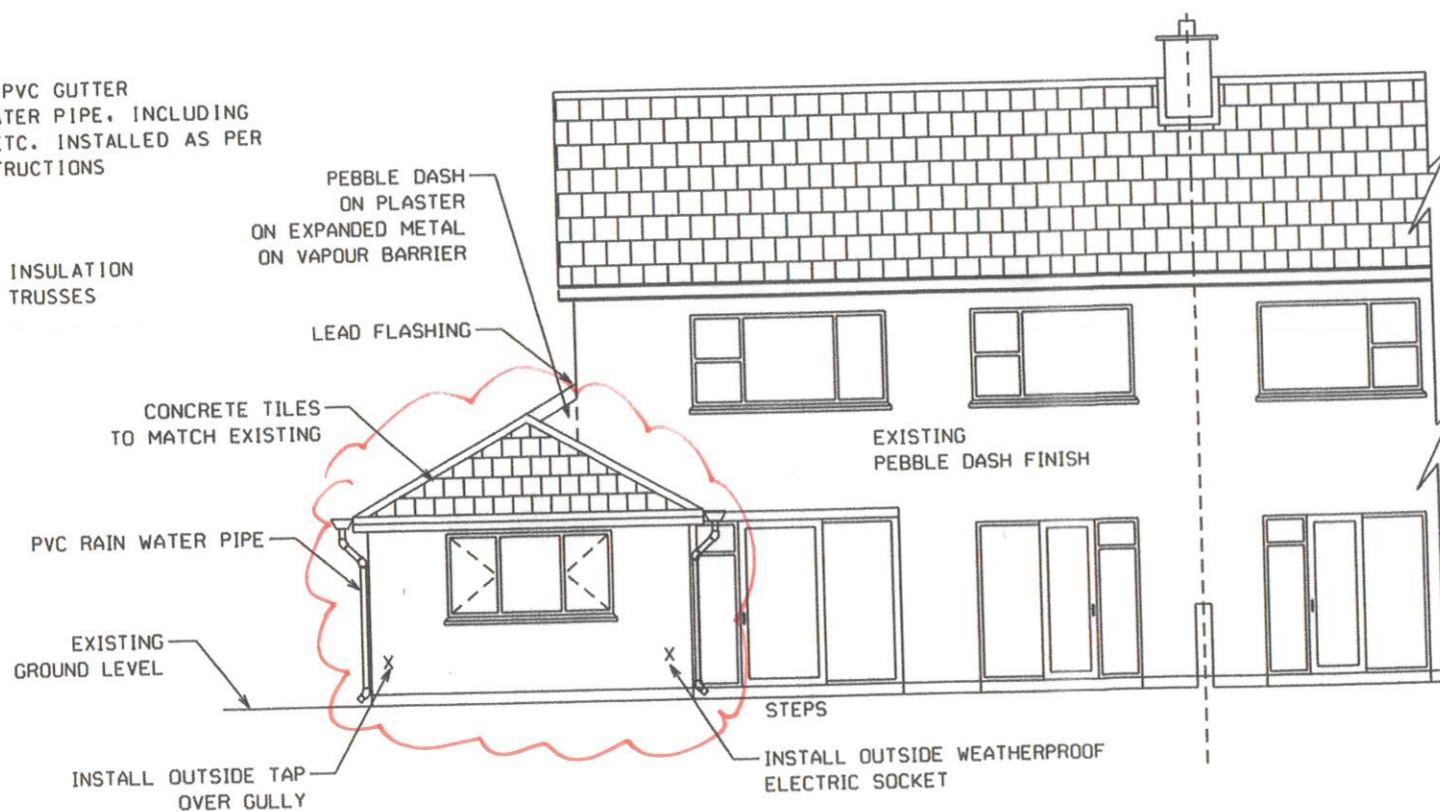 PVC GUTTER
ATER PIPE. INCLUDING
ETC. INSTALLED AS PER
TRUCTIONS
INSULATION
TRUSSES
PEBBLE DASH
ON PLASTER
ON EXPANDED METAL
ON VAPOUR BARRIER
LEAD FLASHING
CONCRETE TILES
TO MATCH EXISTING
EXISTING
PEBBLE DASH FINISH
PVC RAIN WATER PIPE
EXISTING
GROUND LEVEL
X
X
STEPS
INSTALL OUTSIDE TAP
OVER GULLY
INSTALL OUTSIDE WEATHERPROOF
ELECTRIC SOCKET